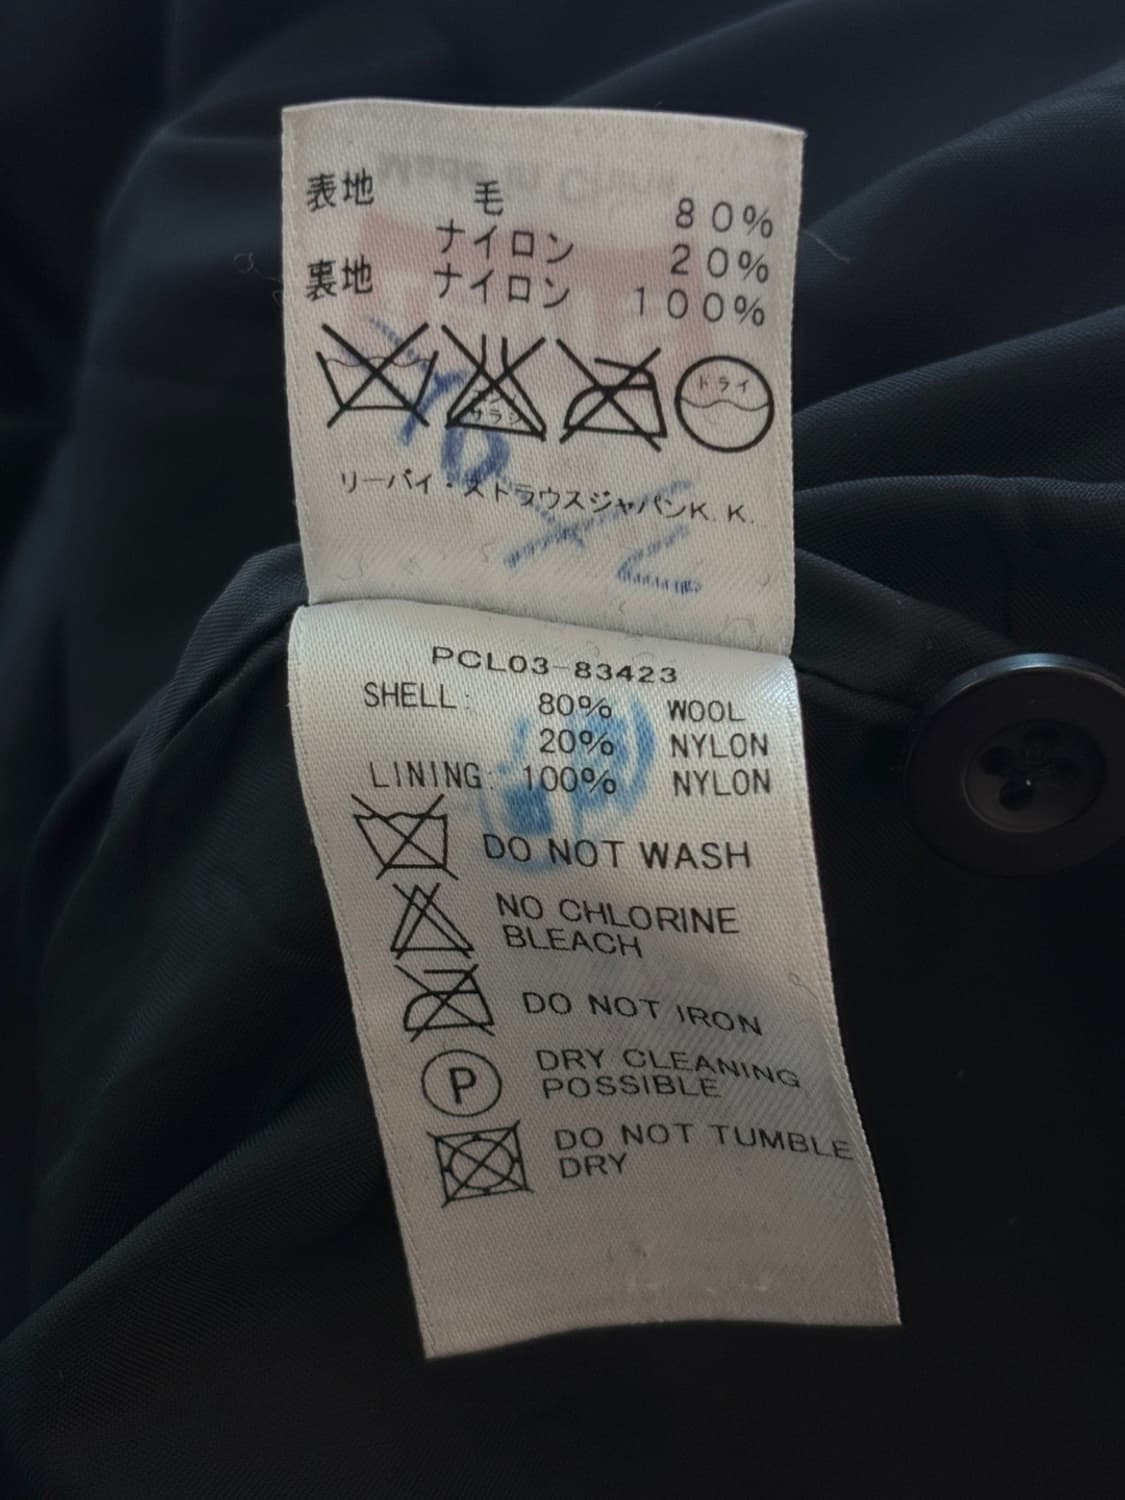 表地 毛 80%
ナイロン 20%
裏地 ナイロン 100%
ドライ
リーバイ・ストラウスジャパンK.K.
PCL03-83423
SHELL: 80% WOOL
20% NYLON
LINING: 100% NYLON
DO NOT WASH
NO CHLORINE
BLEACH
DO NOT IRON
P
DRY CLEANING
POSSIBLE
DO NOT TUMBLE
DRY